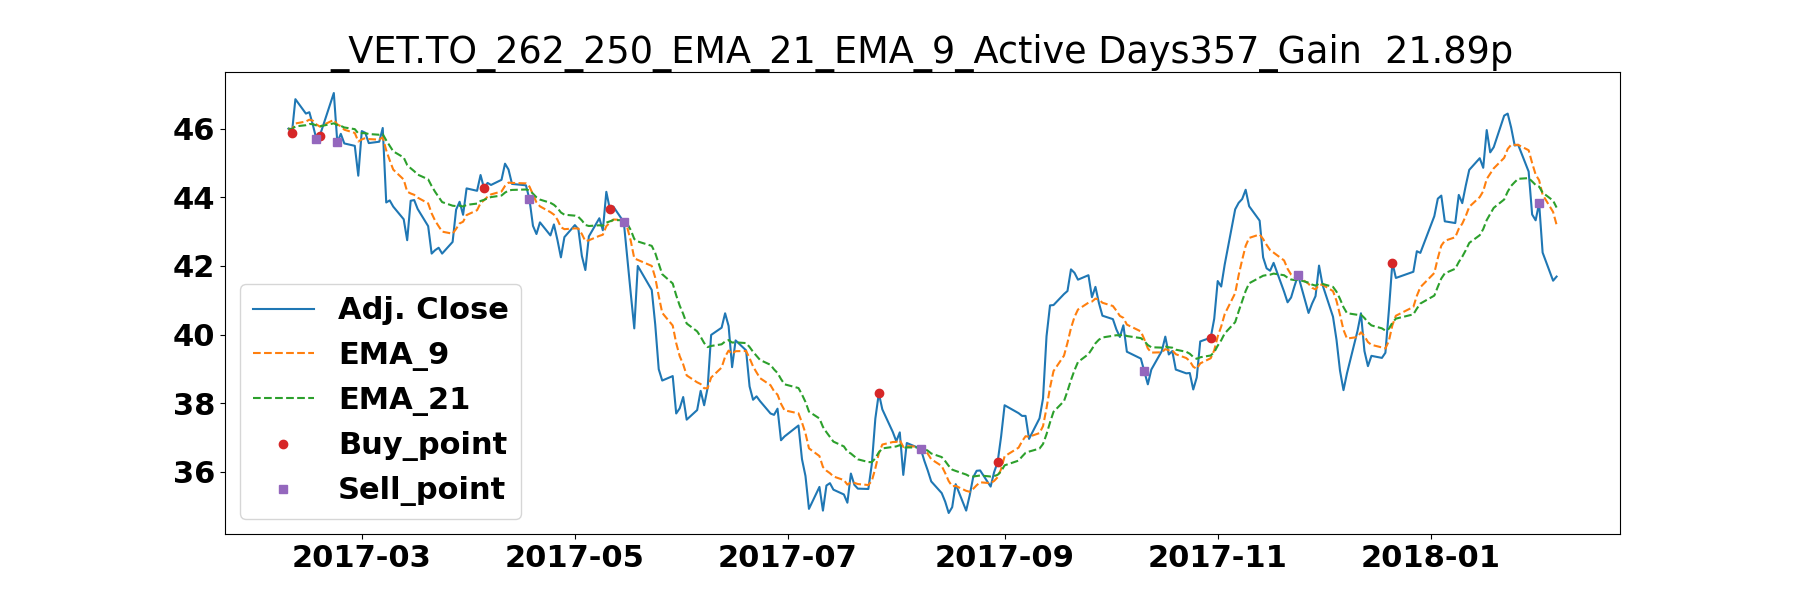 _VET.TO_262_250_EMA_21_EMA_9_Active Days357_Gain  21.89p
46
44
42
40
38
36
Adj. Close
EMA_9
EMA_21
Buy_point
Sell_point
2017-03 2017-05 2017-07 2017-09 2017-11 2018-01